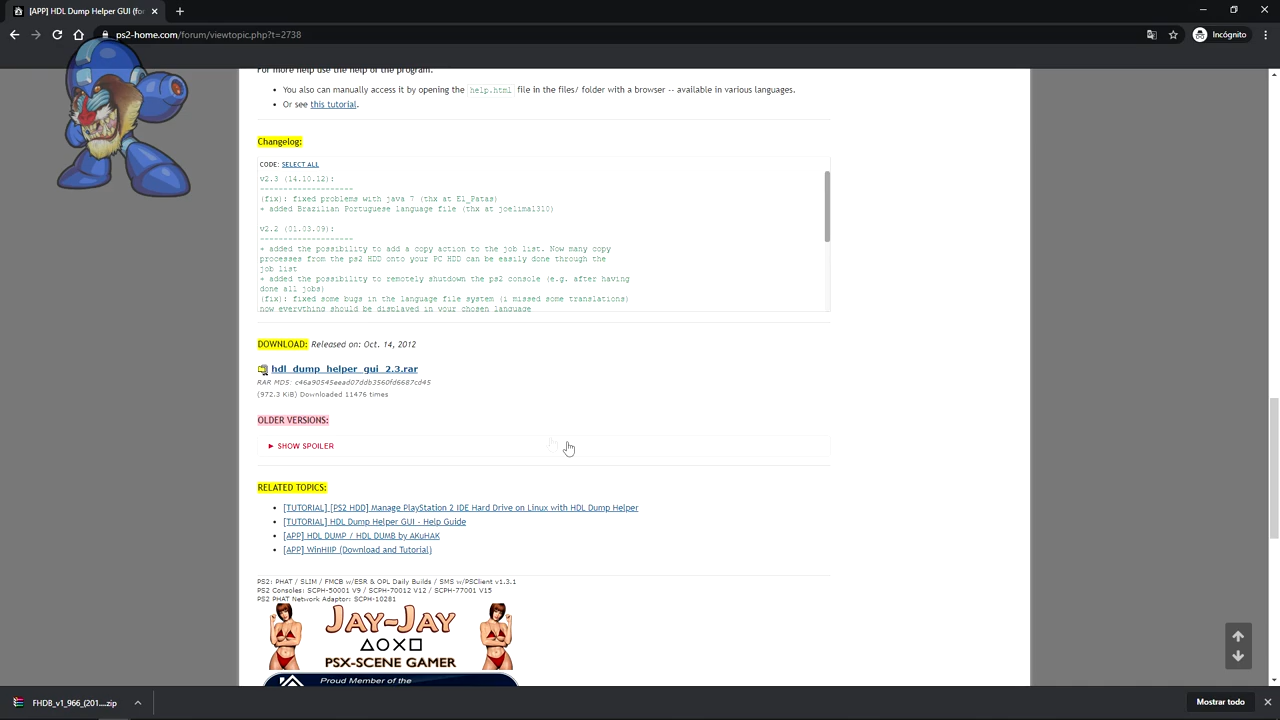 [APP] HDL Dump Helper GUI (f
ps2-home.com/forum/viewtopic.php?t=2738
Incógnito
For more help use the help of the program.
You also can manually access it by opening the help.html file in the files/ folder with a browser -- available in various languages.
Or see this tutorial.
Changelog:
CODE: SELECT ALL
v2.3 (14.10.12):
--------------------
(fix): fixed problems with java 7 (thx at El_Patas)
+ added Brazilian Portuguese language file (thx at joelima1310)
v2.2 (01.03.09):
--------------------
+ added the possibility to add a copy action to the job list. Now many copy
processes from the ps2 HDD onto your PC HDD can be easily done through the
job list
+ added the possibility to remotely shutdown the ps2 console (e.g. after having
done all jobs)
(fix): fixed some bugs in the language file system (i missed some translations)
now everything should be displayed in your chosen language
DOWNLOAD: Released on: Oct. 14, 2012
hdl_dump_helper_gui_2.3.rar
RAR MD5: c46a90545eead07ddb3560fd6687cd45
(972.3 KiB) Downloaded 11476 times
OLDER VERSIONS:
► SHOW SPOILER
RELATED TOPICS:
[TUTORIAL] [PS2 HDD] Manage PlayStation 2 IDE Hard Drive on Linux with HDL Dump Helper
[TUTORIAL] HDL Dump Helper GUI - Help Guide
[APP] HDL DUMP / HDL DUMB by AKuHAK
[APP] WinHIIP (Download and Tutorial)
PS2: PHAT / SLIM / FMCB w/ESR & OPL Daily Builds / SMS w/PSClient v1.3.1
PS2 Consoles: SCPH-50001 V9 / SCPH-70012 V12 / SCPH-77001 V15
PS2 PHAT Network Adaptor: SCPH-10281
JAY-JAY
△○X□
PSX-SCENE GAMER
Proud Member of the
FHDB_v1_966_(201....zip
Mostrar todo